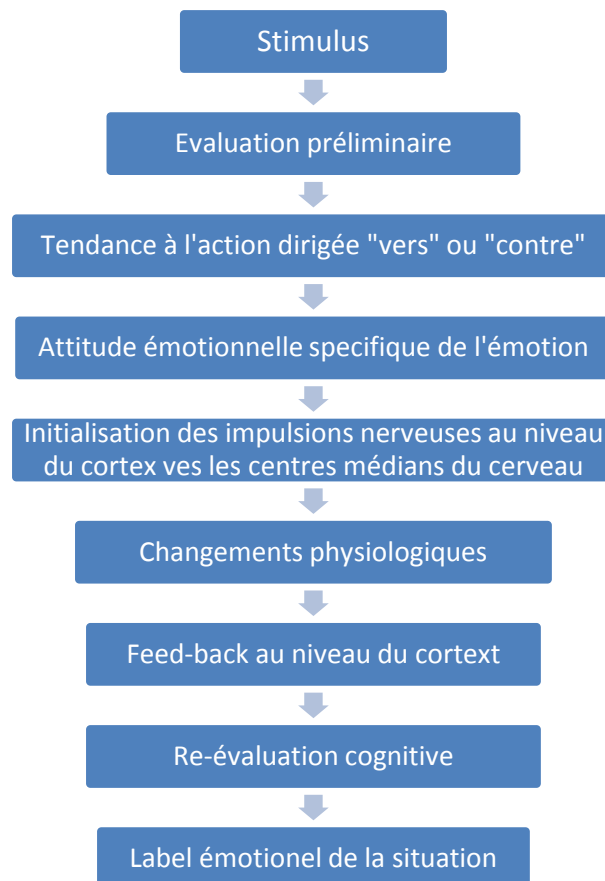 Stimulus
Evaluation préliminaire
Tendance à l'action dirigée "vers" ou "contre"
Attitude émotionnelle specifique de l'émotion
Initialisation des impulsions nerveuses au niveau
du cortex ves les centres médians du cerveau
Changements physiologiques
Feed-back au niveau du cortext
Re-évaluation cognitive
Label émotionel de la situation